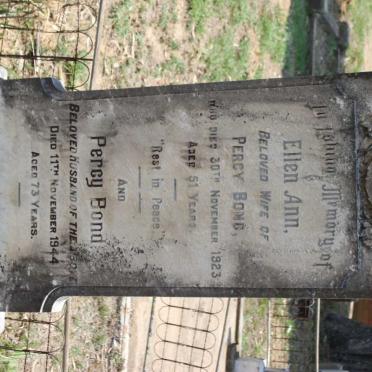 In Loving Memory of
Ellen Ann,
BELOVED WIFE OF
PERCY BOND,
WHO DIED 30TH NOVEMBER 1923
AGED 51 YEARS.
"Rest in Peace"
AND
Percy Bond
BELOVED HUSBAND OF THE ABOVE
DIED 11TH NOVEMBER 1944
AGED 73 YEARS.